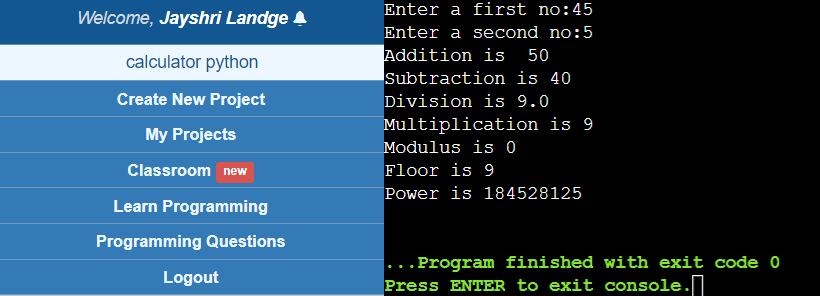 Welcome, Jayshri Landge
calculator python
Create New Project
My Projects
Classroom new
Learn Programming
Programming Questions
Logout
Enter a first no:45
Enter a second no:5
Addition is  50
Subtraction is 40
Division is 9.0
Multiplication is 9
Modulus is 0
Floor is 9
Power is 184528125
...Program finished with exit code 0
Press ENTER to exit console.